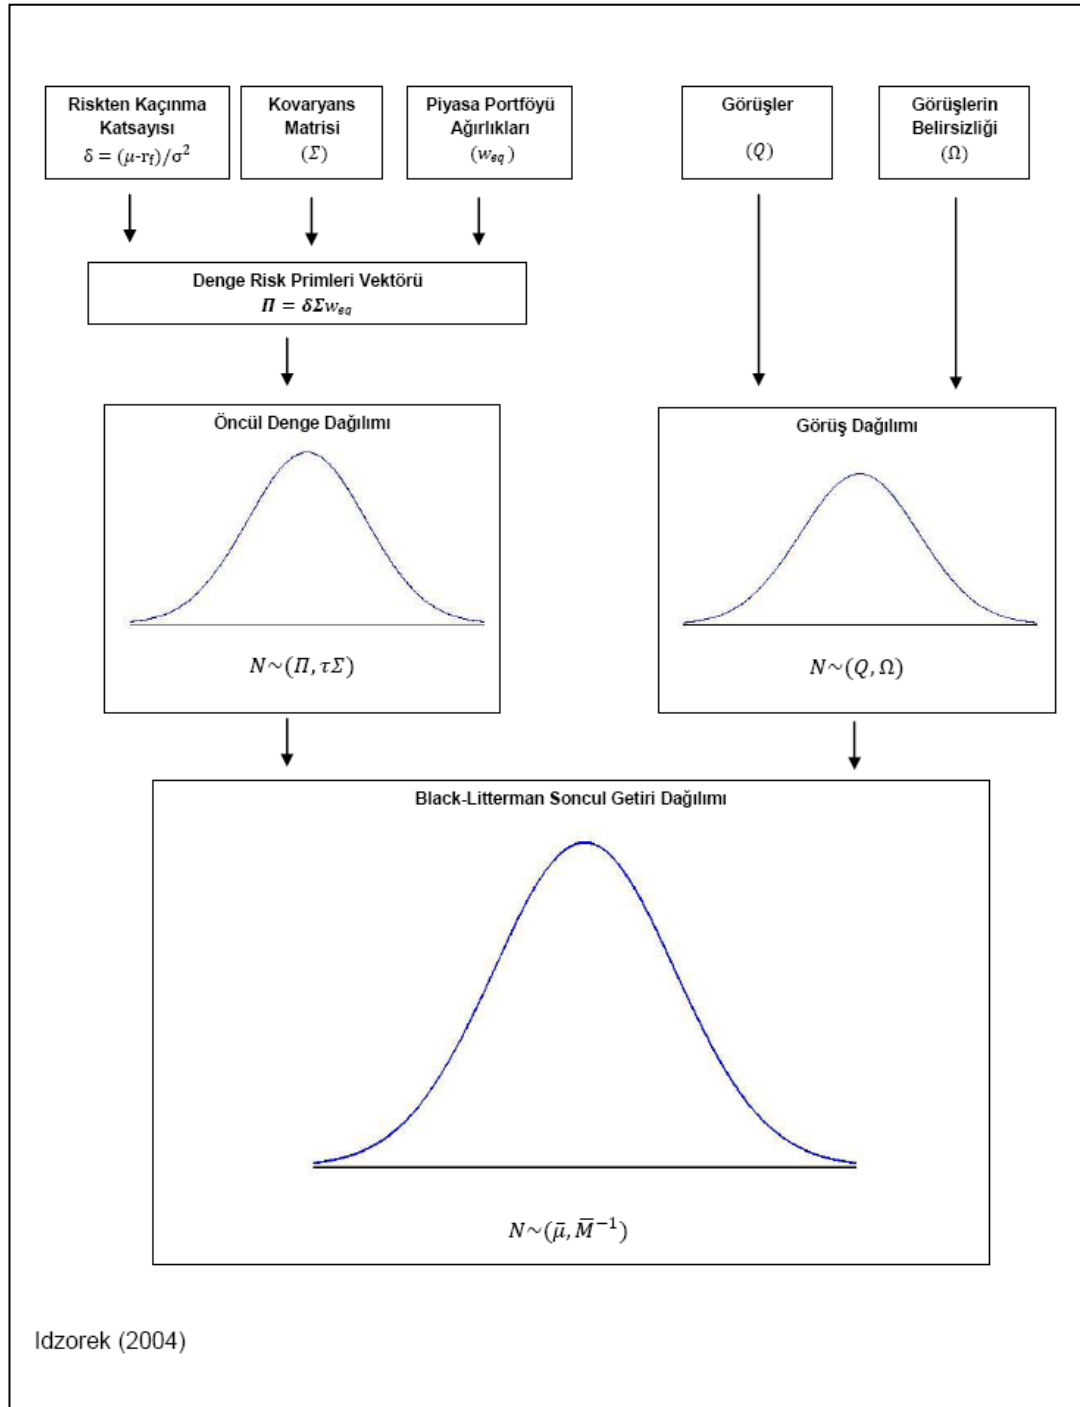 Riskten Kaçınma
Katsayısı
δ = (μ-r_f)/σ²
Kovaryans
Matrisi
(Σ)
Piyasa Portföyü
Ağırlıkları
(w_eq)
Görüşler
(Q)
Görüşlerin
Belirsizliği
(Ω)
Denge Risk Primleri Vektörü
Π = δΣw_eq
Öncül Denge Dağılımı
N~(Π, τΣ)
Görüş Dağılımı
N~(Q, Ω)
Black-Litterman Soncul Getiri Dağılımı
N~(μ̄, M̄⁻¹)
Idzorek (2004)